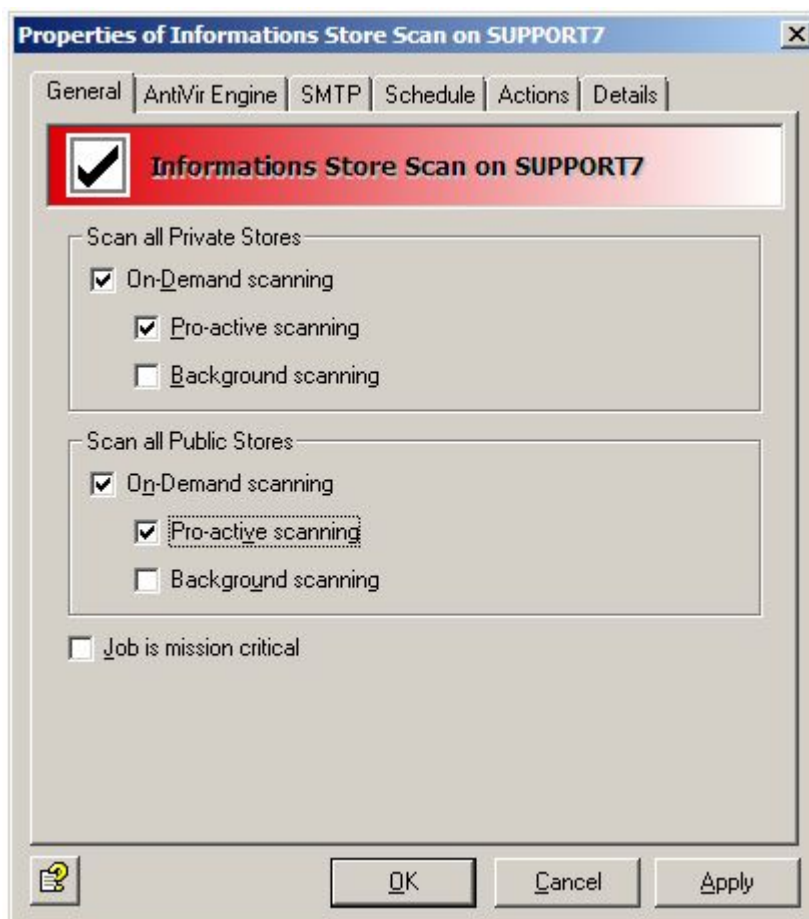 Properties of Informations Store Scan on SUPPORT7
General AntiVir Engine SMTP Schedule Actions Details
Informations Store Scan on SUPPORT7
Scan all Private Stores
On-Demand scanning
Pro-active scanning
Background scanning
Scan all Public Stores
On-Demand scanning
Pro-active scanning
Background scanning
Job is mission critical
OK Cancel Apply